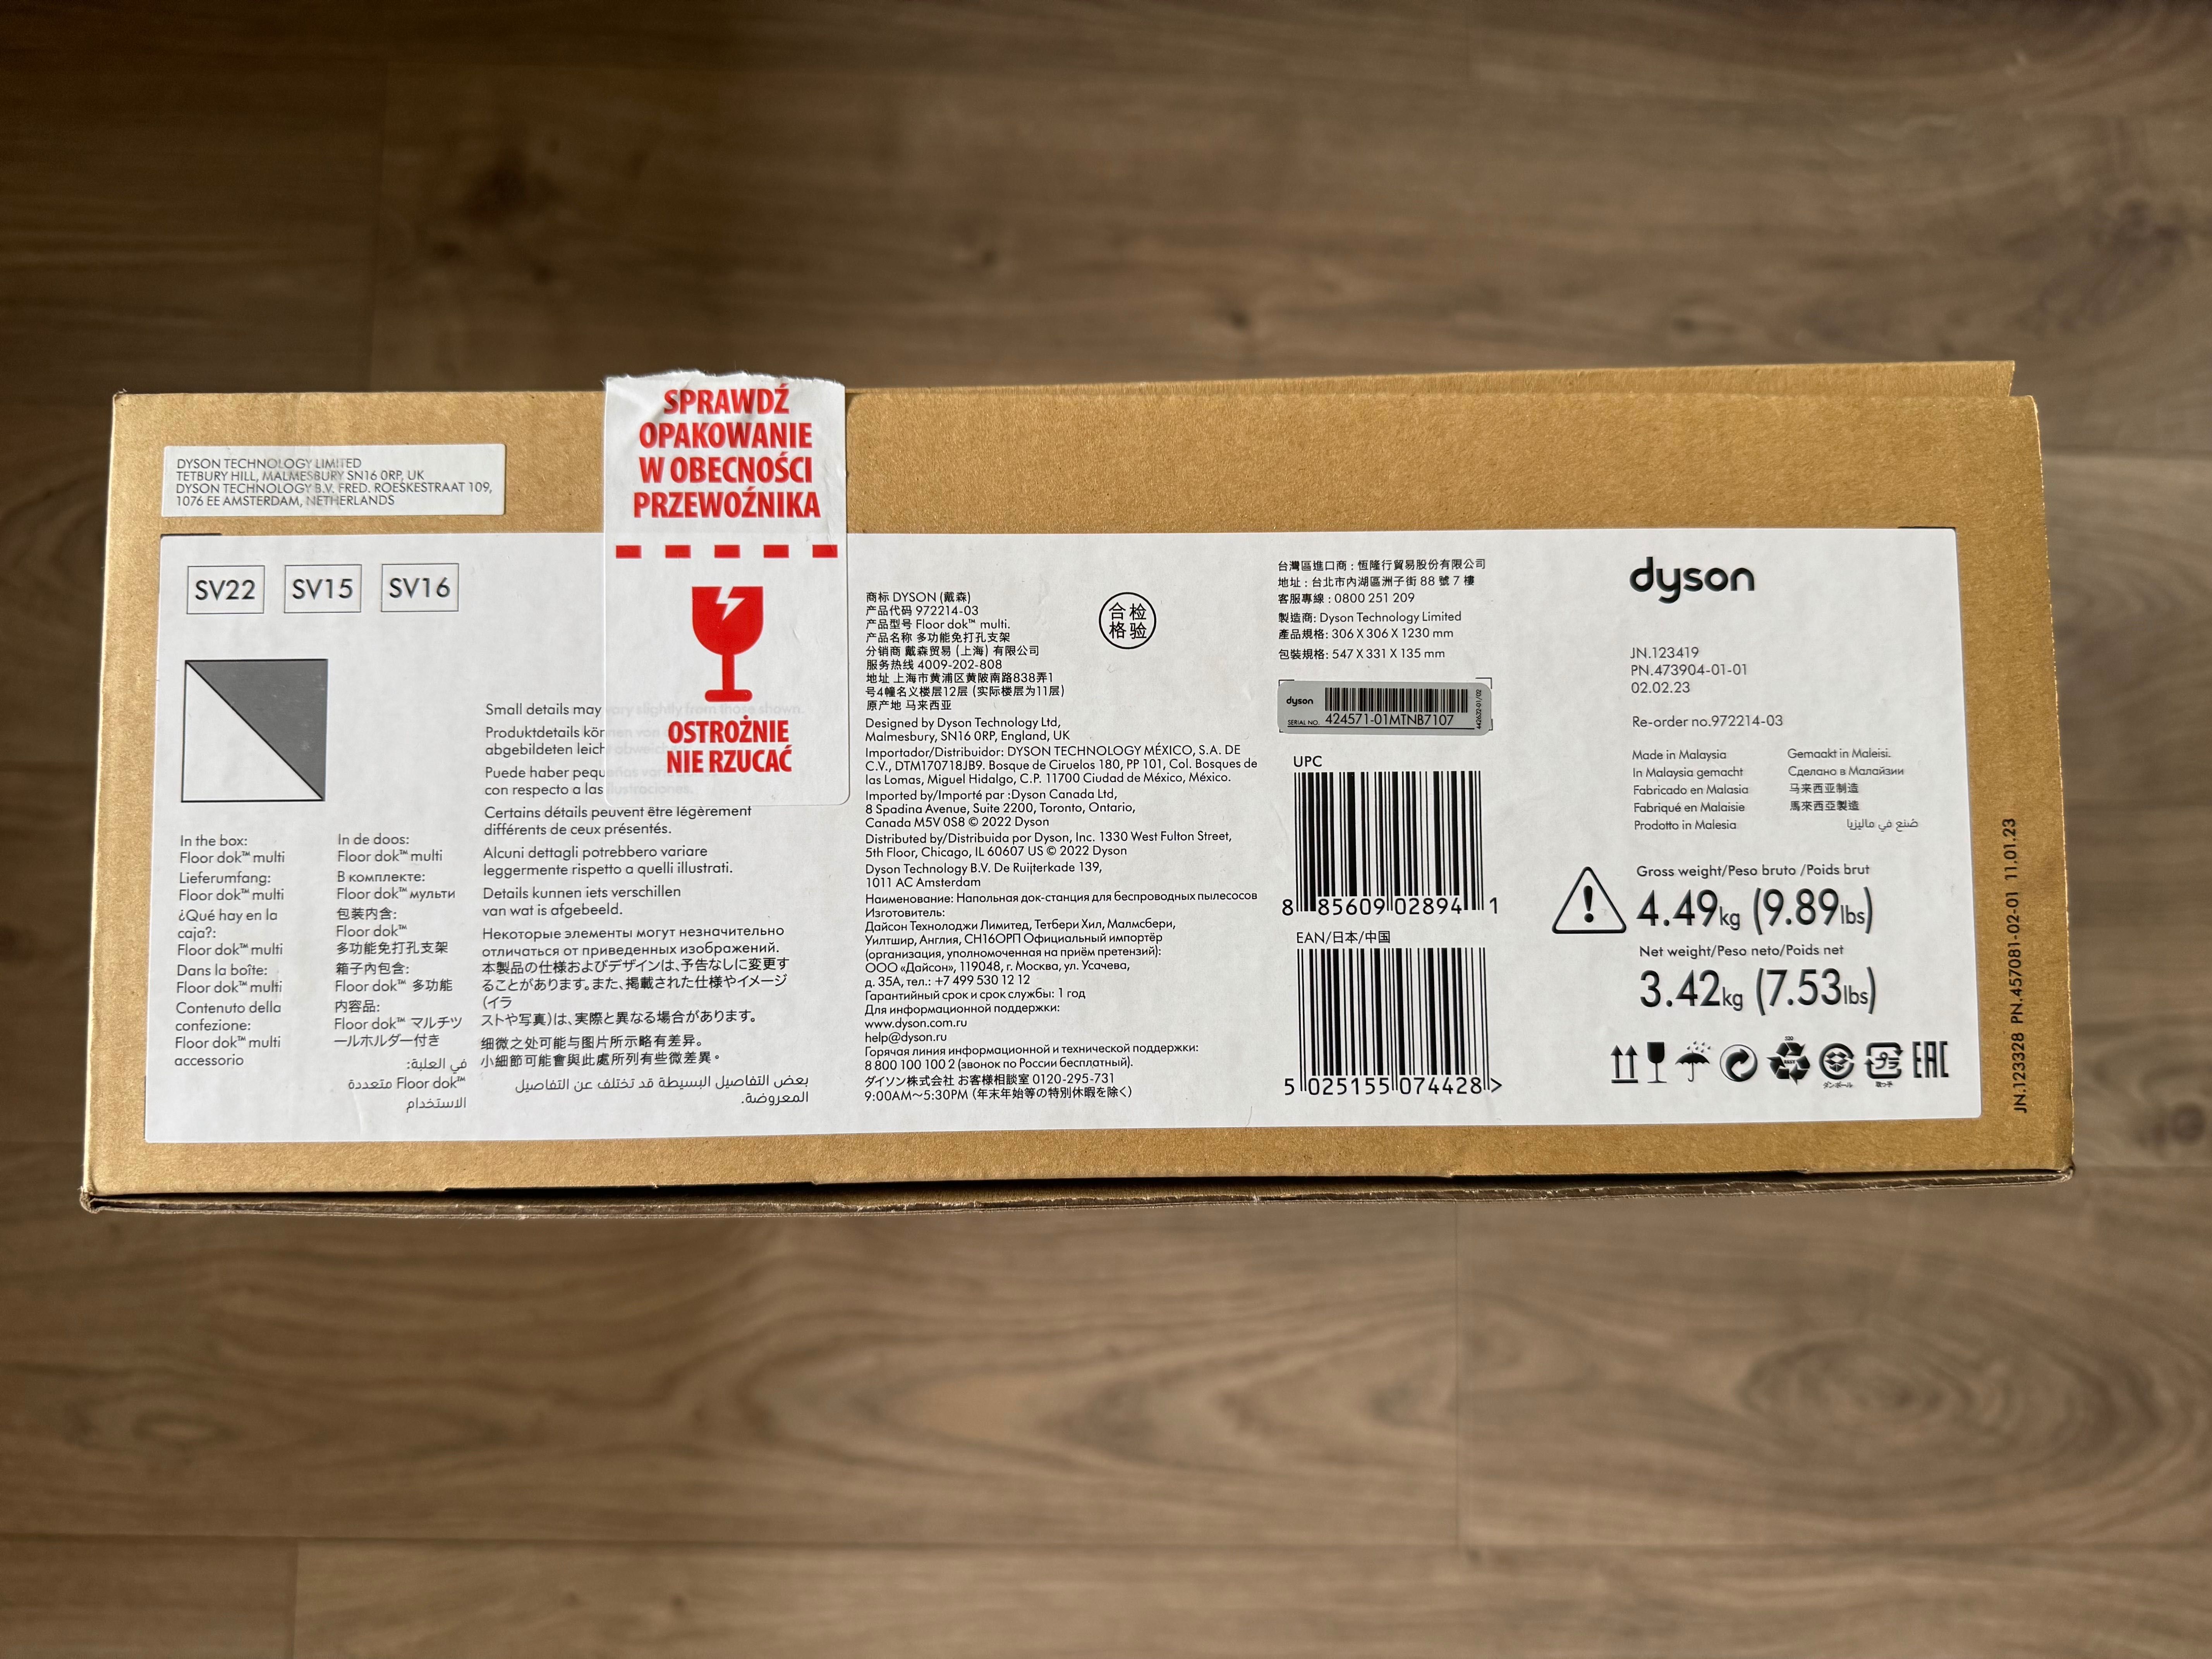 DYSON TECHNOLOGY LIMITED
TETBURY HILL, MALMESBURY SN16 0RP, UK
DYSON TECHNOLOGY B.V. FRED. ROESKESTRAAT 109,
1076 EE AMSTERDAM, NETHERLANDS
SPRAWDŹ
OPAKOWANIE
W OBECNOŚCI
PRZEWOŹNIKA
OSTROŻNIE
NIE RZUCAĆ
SV22
SV15
SV16
In the box:
Floor dok™ multi
Lieferumfang:
Floor dok™ multi
¿Qué hay en la
caja?:
Floor dok™ multi
Dans la boîte:
Floor dok™ multi
Contenuto della
confezione:
Floor dok™ multi
accessorio
In de doos:
Floor dok™ multi
В комплекте:
Floor dok™ мульти
包装内含:
Floor dok™
多功能免打孔支架
箱子內包含:
Floor dok™ 多功能
内容品:
Floor dok™ マルチツ
ールホルダー付き
في العلبة:
Floor dok™ متعددة
الاستخدام
Small details may vary slightly from those shown.
Produktdetails können von
abgebildeten leicht abweichen
Puede haber pequeñas
con respecto a las ilustraciones.
Certains détails peuvent être légèrement
différents de ceux présentés.
Alcuni dettagli potrebbero variare
leggermente rispetto a quelli illustrati.
Details kunnen iets verschillen
van wat is afgebeeld.
Некоторые элементы могут незначительно
отличаться от приведенных изображений.
本製品の仕様およびデザインは、予告なしに変更す
ることがあります。また、掲載された仕様やイメージ
(イラ
ストや写真)は、実際と異なる場合があります。
细微之处可能与图片所示略有差异。
小細節可能會與此處所列有些微差異。
بعض التفاصيل البسيطة قد تختلف عن التفاصيل
المعروضة.
商标 DYSON (戴森)
产品代码 972214-03
产品型号 Floor dok™ multi.
产品名称 多功能免打孔支架
分销商 戴森贸易 (上海) 有限公司
服务热线 4009-202-808
地址 上海市黄浦区黄陂南路838弄1
号4幢名义楼层12层 (实际楼层为11层)
原产地 马来西亚
合检
格验
Designed by Dyson Technology Ltd,
Malmesbury, SN16 0RP, England, UK
Importador/Distribuidor: DYSON TECHNOLOGY MÉXICO, S.A. DE
C.V., DTM170718JB9. Bosque de Ciruelos 180, PP 101, Col. Bosques de
las Lomas, Miguel Hidalgo, C.P. 11700 Ciudad de México, México.
Imported by/Importé par :Dyson Canada Ltd,
8 Spadina Avenue, Suite 2200, Toronto, Ontario,
Canada M5V 0S8 © 2022 Dyson
Distributed by/Distribuida por Dyson, Inc. 1330 West Fulton Street,
5th Floor, Chicago, IL 60607 US © 2022 Dyson
Dyson Technology B.V. De Ruijterkade 139,
1011 AC Amsterdam
Наименование: Напольная док-станция для беспроводных пылесосов
Изготовитель:
Дайсон Технолоджи Лимитед, Тетбери Хил, Малмсбери,
Уилтшир, Англия, СН16ОРП Официальный импортёр
(организация, уполномоченная на приём претензий):
ООО «Дайсон», 119048, г. Москва, ул. Усачева,
д. 35А, тел.: +7 499 530 12 12
Гарантийный срок и срок службы: 1 год
Для информационной поддержки:
www.dyson.com.ru
help@dyson.ru
Горячая линия информационной и технической поддержки:
8 800 100 100 2 (звонок по России бесплатный).
ダイソン株式会社 お客様相談室 0120-295-731
9:00AM～5:30PM (年末年始等の特別休暇を除く)
台灣區進口商 : 恆隆行貿易股份有限公司
地址 : 台北市內湖區洲子街 88 號 7 樓
客服專線 : 0800 251 209
製造商: Dyson Technology Limited
產品規格: 306 X 306 X 1230 mm
包裝規格: 547 X 331 X 135 mm
dyson
SERIAL NO. 424571-01MTNB7107
442632-01/02
UPC
8 85609 02894 1
EAN/日本/中国
5 025155 074428 >
dyson
JN.123419
PN.473904-01-01
02.02.23
Re-order no.972214-03
Made in Malaysia
In Malaysia gemacht
Fabricado en Malasia
Fabriqué en Malaisie
Prodotto in Malesia
Gemaakt in Maleisi.
Сделано в Малайзии
马来西亚制造
馬來西亞製造
صُنع في ماليزيا
Gross weight/Peso bruto /Poids brut
4.49kg (9.89lbs)
Net weight/Peso neto/Poids net
3.42kg (7.53lbs)
ダンボール
EAC
JN.123328 PN.457081-02-01 11.01.23